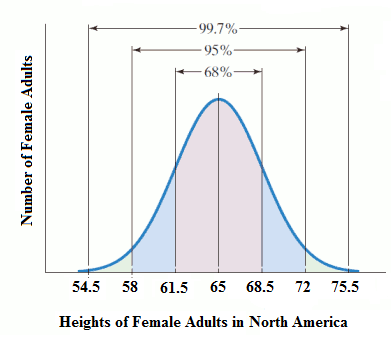 99.7%
95%
68%
Number of Female Adults
54.5 58 61.5 65 68.5 72 75.5
Heights of Female Adults in North America